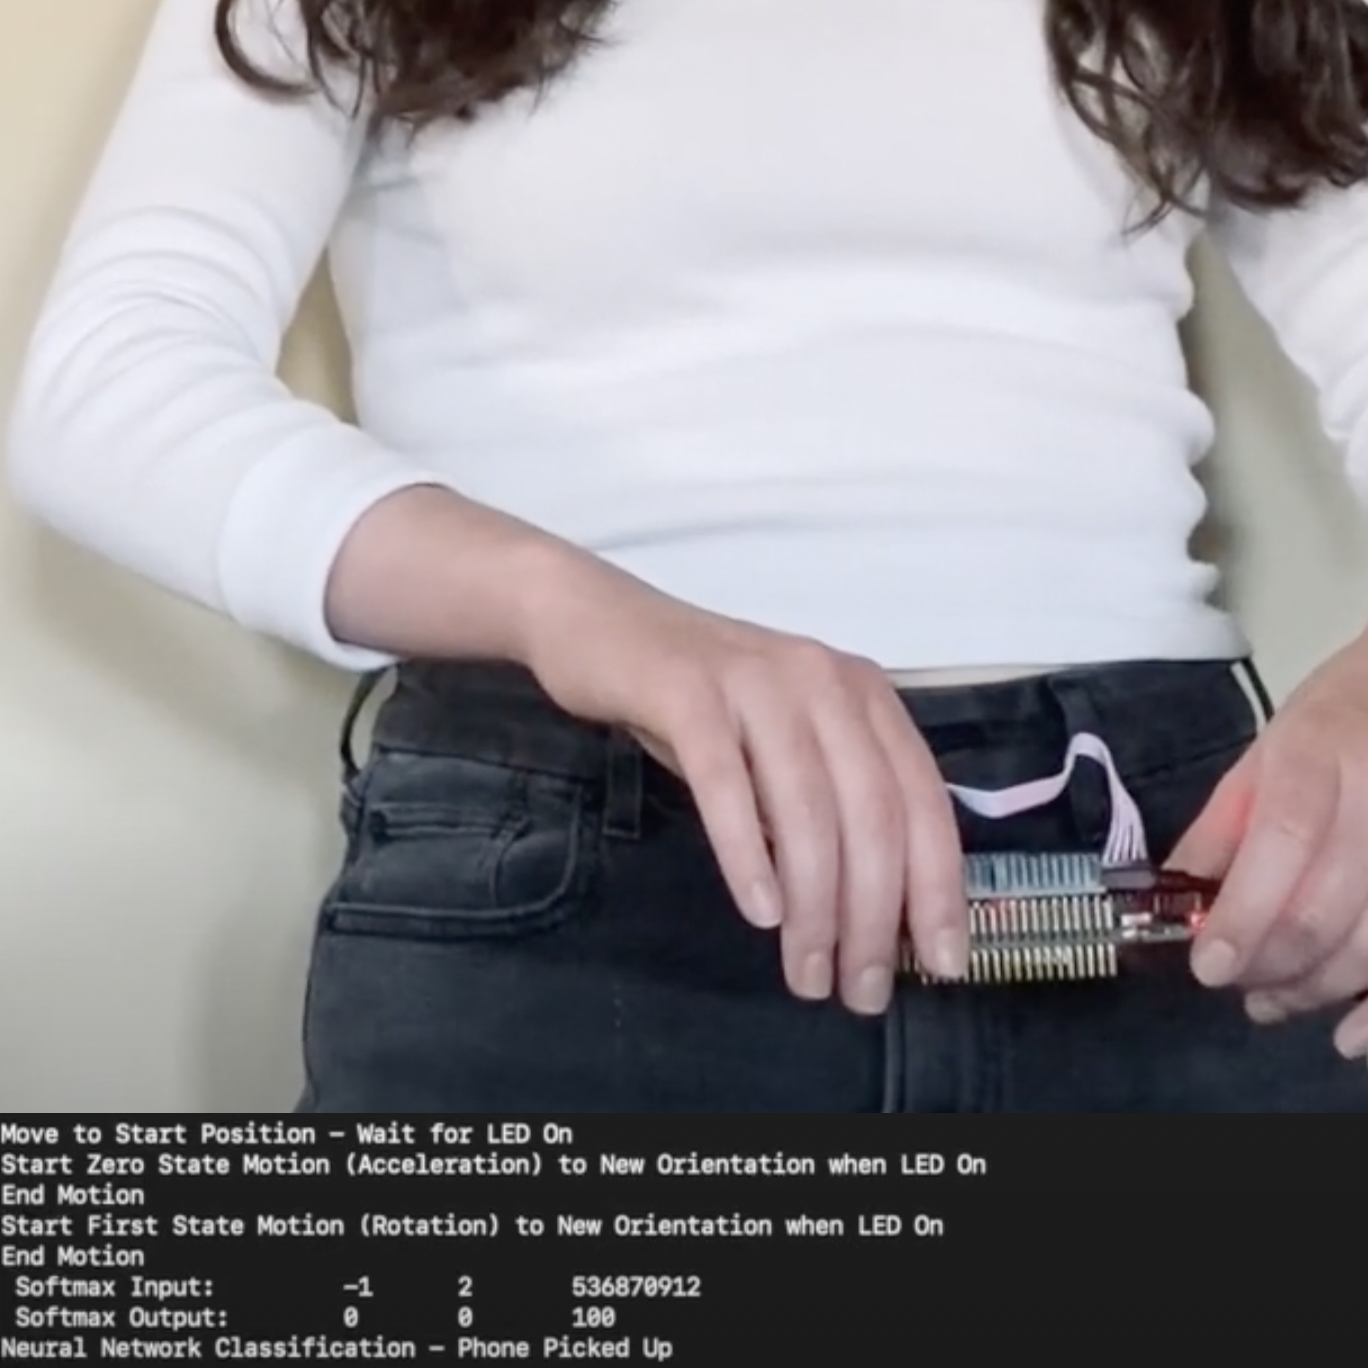 Move to Start Position – Wait for LED On
Start Zero State Motion (Acceleration) to New Orientation when LED On
End Motion
Start First State Motion (Rotation) to New Orientation when LED On
End Motion
Softmax Input: -1 2 536870912
Softmax Output: 0 0 100
Neural Network Classification – Phone Picked Up